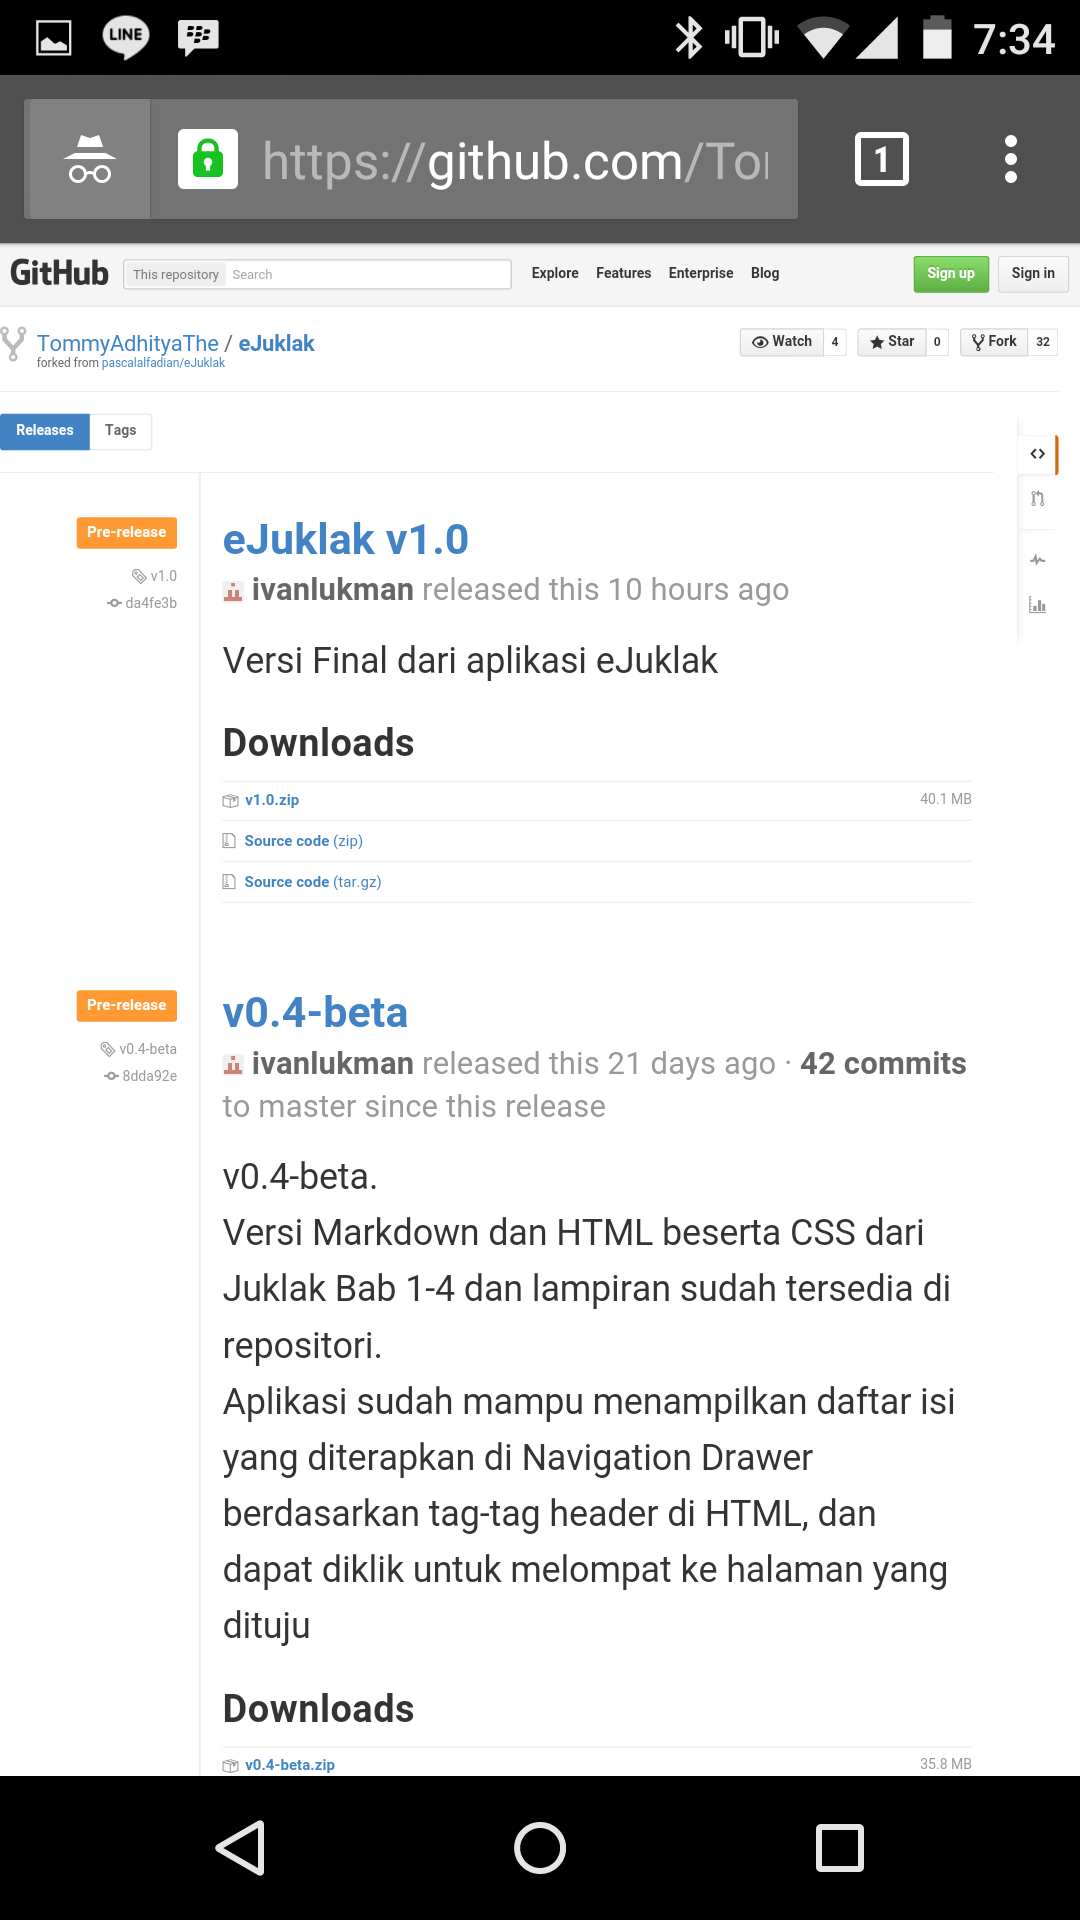 LINE
7:34
https://github.com/To
1
GitHub This repository Search Explore Features Enterprise Blog Sign up Sign in
TommyAdhityaThe / eJuklak Watch 4 Star 0 Fork 32
forked from pascalalfadian/eJuklak
Releases Tags
Pre-release
v1.0
da4fe3b
eJuklak v1.0
ivanlukman released this 10 hours ago
Versi Final dari aplikasi eJuklak
Downloads
v1.0.zip 40.1 MB
Source code (zip)
Source code (tar.gz)
Pre-release
v0.4-beta
8dda92e
v0.4-beta
ivanlukman released this 21 days ago · 42 commits
to master since this release
v0.4-beta.
Versi Markdown dan HTML beserta CSS dari
Juklak Bab 1-4 dan lampiran sudah tersedia di
repositori.
Aplikasi sudah mampu menampilkan daftar isi
yang diterapkan di Navigation Drawer
berdasarkan tag-tag header di HTML, dan
dapat diklik untuk melompat ke halaman yang
dituju
Downloads
v0.4-beta.zip 35.8 MB